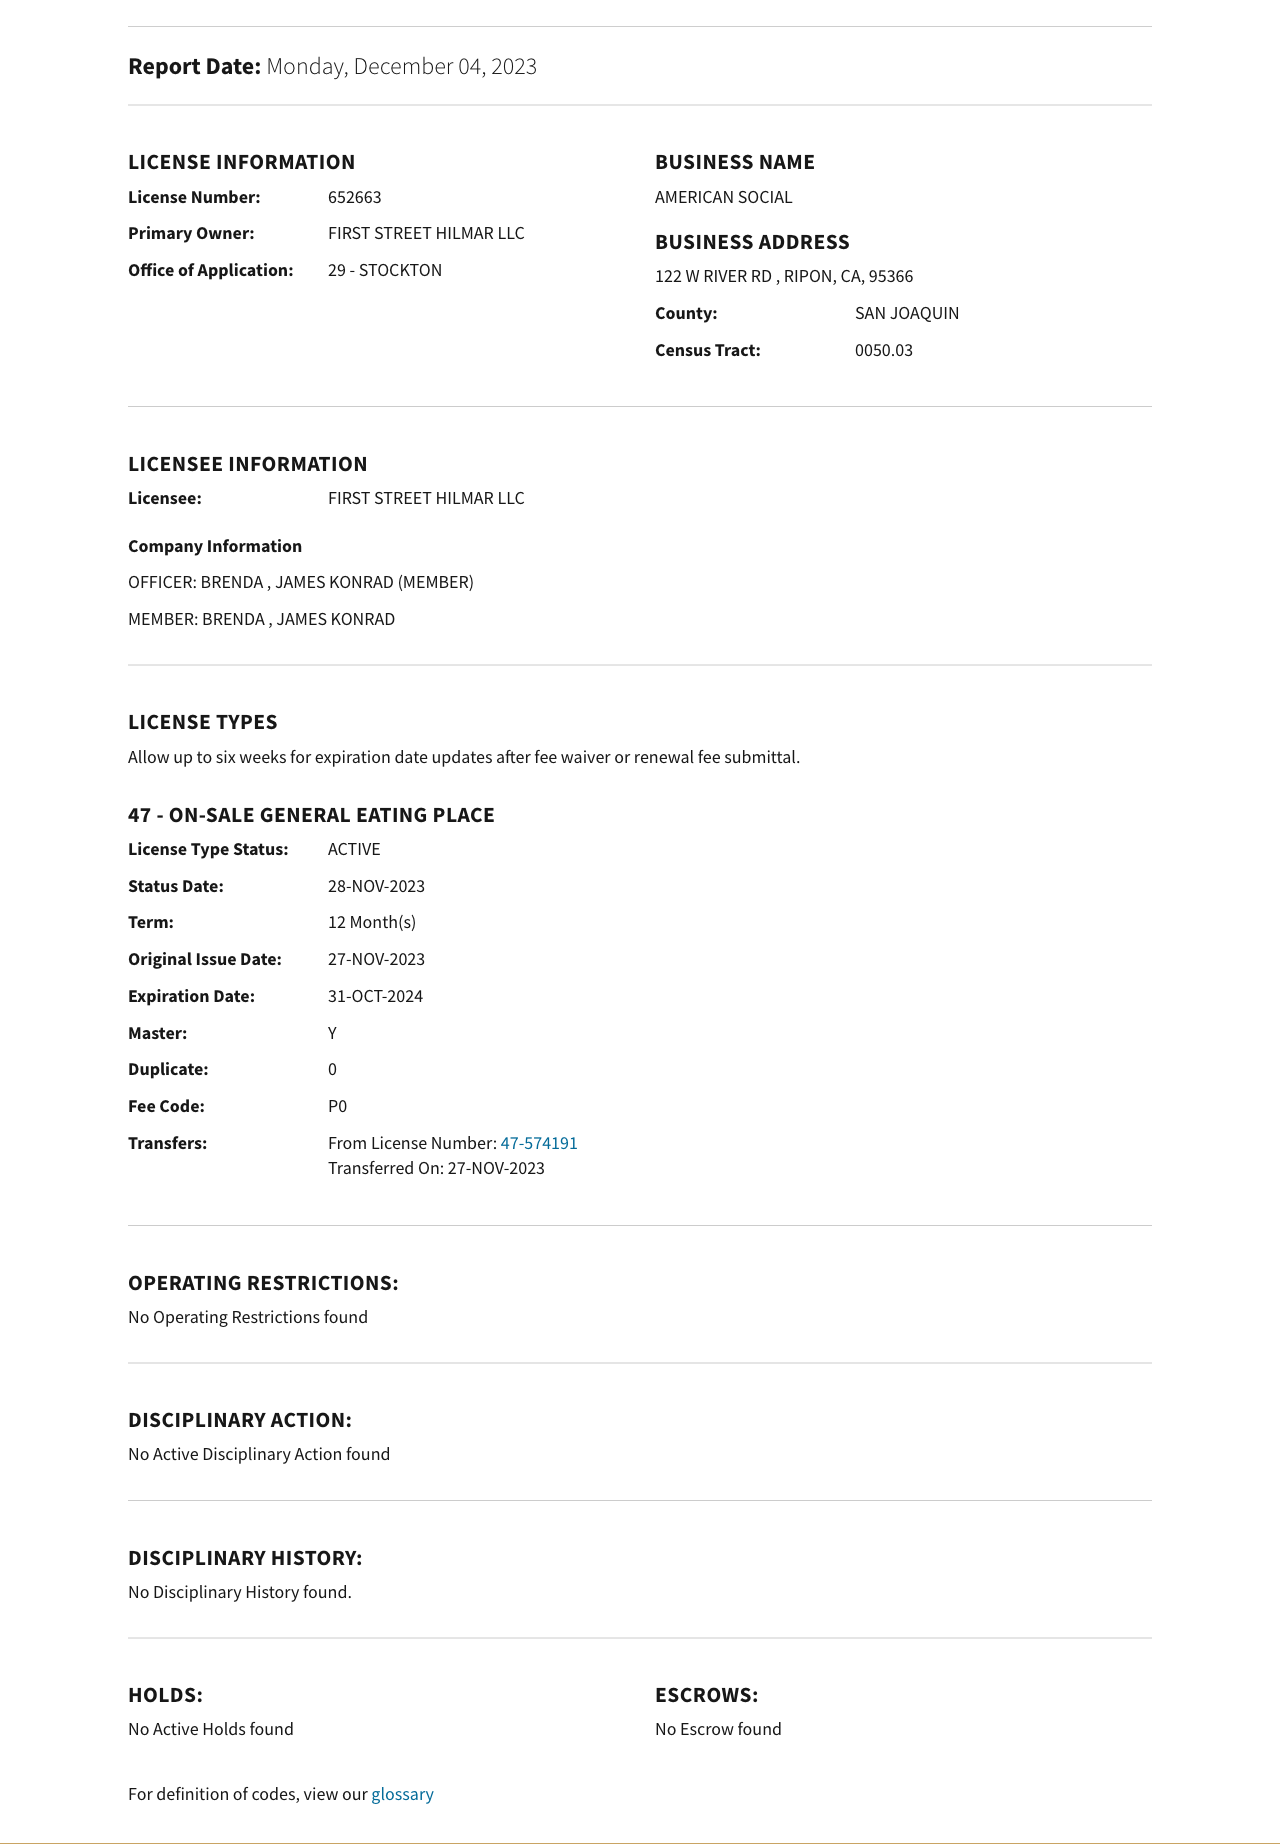 Report Date: Monday, December 04, 2023
LICENSE INFORMATION
License Number: 652663
Primary Owner: FIRST STREET HILMAR LLC
Office of Application: 29 - STOCKTON
BUSINESS NAME
AMERICAN SOCIAL
BUSINESS ADDRESS
122 W RIVER RD , RIPON, CA, 95366
County: SAN JOAQUIN
Census Tract: 0050.03
LICENSEE INFORMATION
Licensee: FIRST STREET HILMAR LLC
Company Information
OFFICER: BRENDA , JAMES KONRAD (MEMBER)
MEMBER: BRENDA , JAMES KONRAD
LICENSE TYPES
Allow up to six weeks for expiration date updates after fee waiver or renewal fee submittal.
47 - ON-SALE GENERAL EATING PLACE
License Type Status: ACTIVE
Status Date: 28-NOV-2023
Term: 12 Month(s)
Original Issue Date: 27-NOV-2023
Expiration Date: 31-OCT-2024
Master: Y
Duplicate: 0
Fee Code: P0
Transfers: From License Number: 47-574191
Transferred On: 27-NOV-2023
OPERATING RESTRICTIONS:
No Operating Restrictions found
DISCIPLINARY ACTION:
No Active Disciplinary Action found
DISCIPLINARY HISTORY:
No Disciplinary History found.
HOLDS:
No Active Holds found
ESCROWS:
No Escrow found
For definition of codes, view our glossary